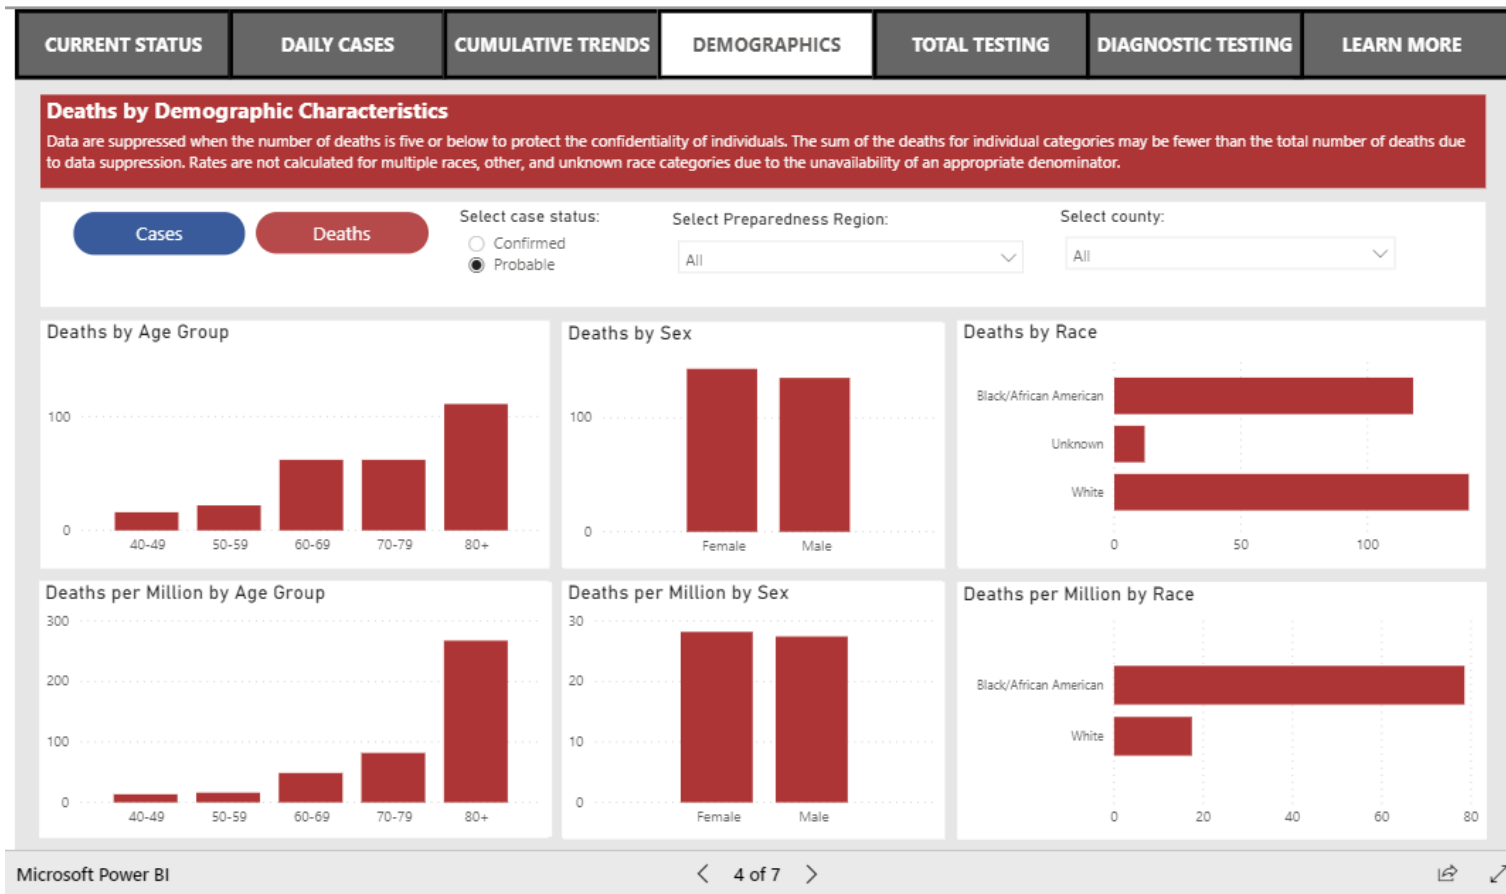 CURRENT STATUS
DAILY CASES
CUMULATIVE TRENDS
DEMOGRAPHICS
TOTAL TESTING
DIAGNOSTIC TESTING
LEARN MORE
Deaths by Demographic Characteristics
Data are suppressed when the number of deaths is five or below to protect the confidentiality of individuals. The sum of the deaths for individual categories may be fewer than the total number of deaths due
to data suppression. Rates are not calculated for multiple races, other, and unknown race categories due to the unavailability of an appropriate denominator.
Cases
Deaths
Select case status:
Confirmed
Probable
Select Preparedness Region:
All
Select county:
All
Deaths by Age Group
100
0
40-49 50-59 60-69 70-79 80+
Deaths by Sex
100
0
Female Male
Deaths by Race
Black/African American
Unknown
White
0 50 100
Deaths per Million by Age Group
300
200
100
0
40-49 50-59 60-69 70-79 80+
Deaths per Million by Sex
30
20
10
0
Female Male
Deaths per Million by Race
Black/African American
White
0 20 40 60 80
Microsoft Power BI
4 of 7